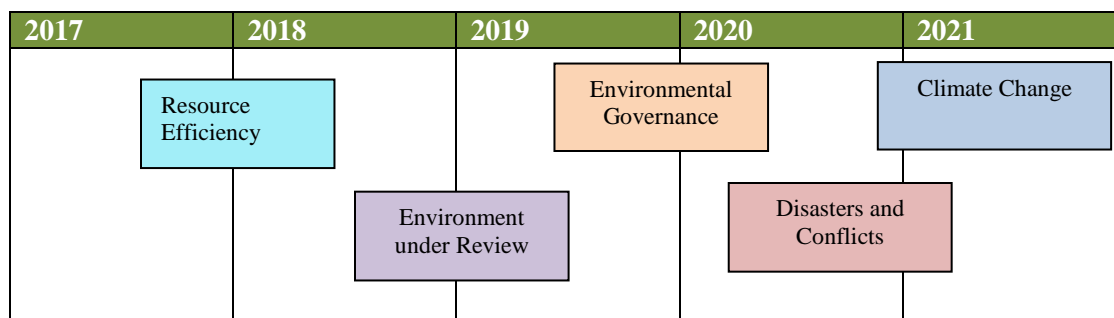 2017 2018 2019 2020 2021
Resource
Efficiency
Environment
under Review
Environmental
Governance
Disasters and
Conflicts
Climate Change